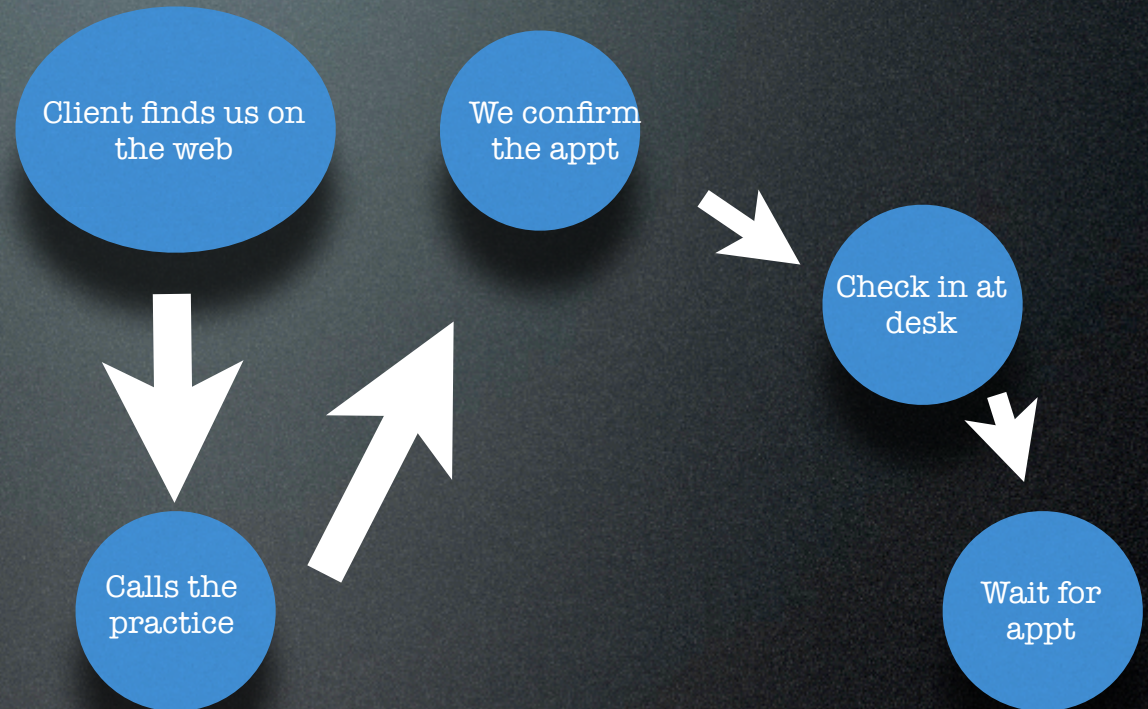 Client finds us on
the web
Calls the
practice
We confirm
the appt
Check in at
desk
Wait for
appt